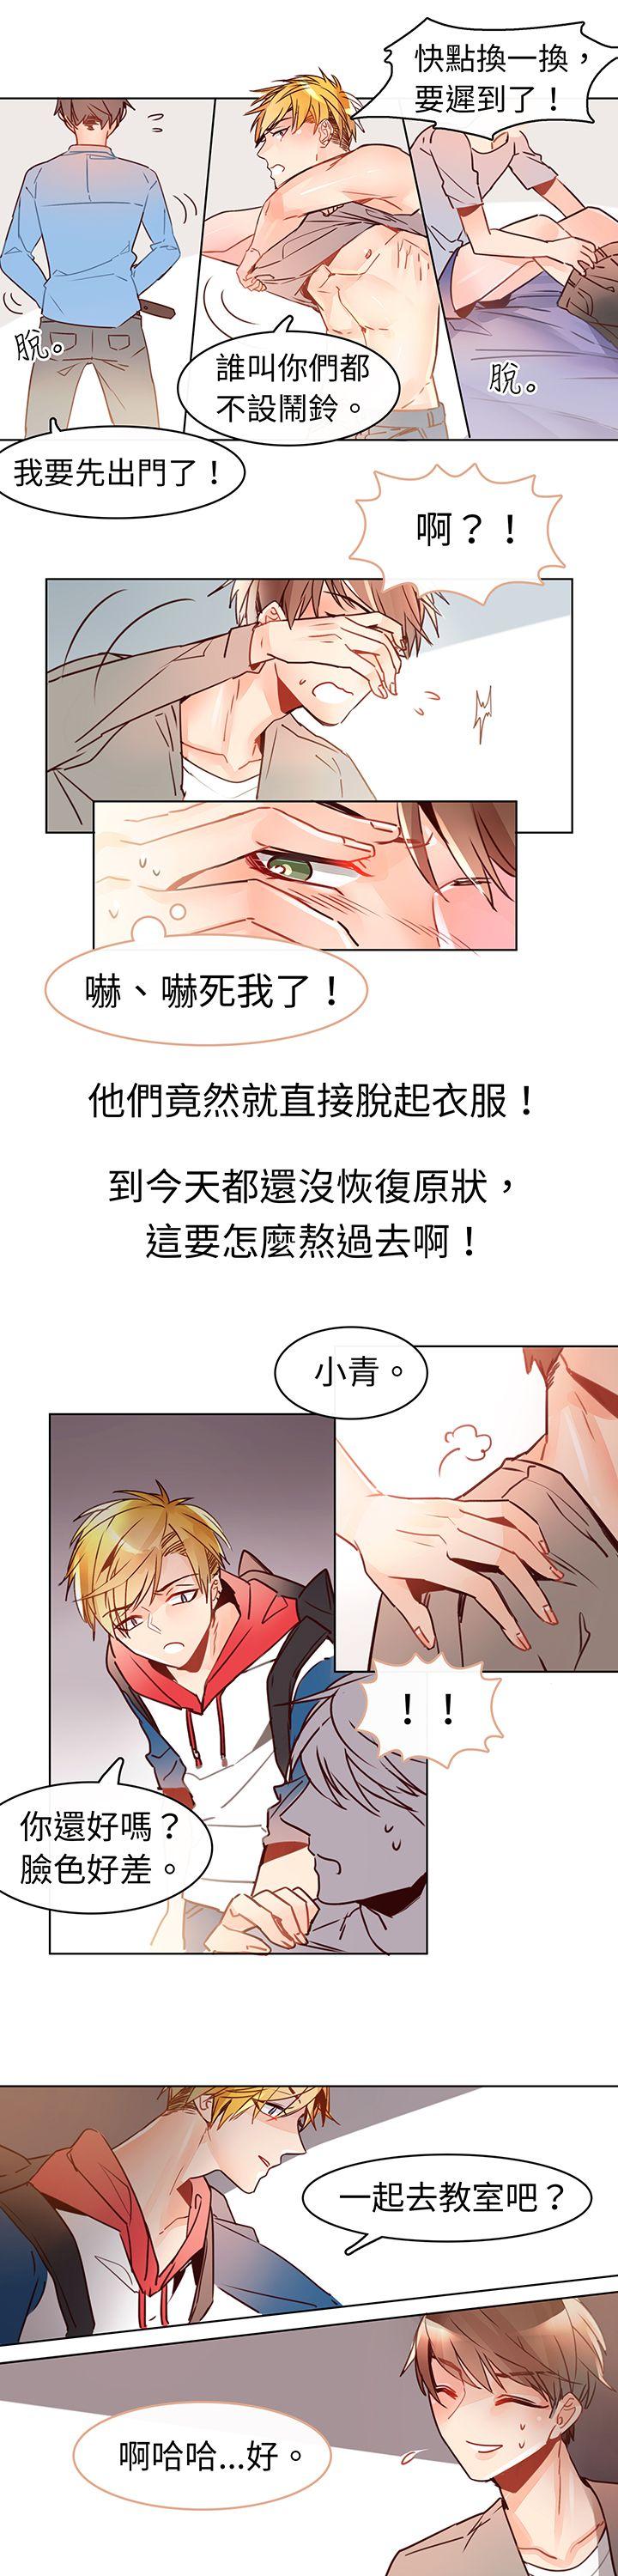 快點換一換，
要遲到了！
脫。
誰叫你們都
不設鬧鈴。
脫。
我要先出門了！
啊？！
嚇、嚇死我了！
他們竟然就直接脫起衣服！
到今天都還沒恢復原狀，
這要怎麼熬過去啊！
小青。
！！
你還好嗎？
臉色好差。
一起去教室吧？
啊哈哈...好。